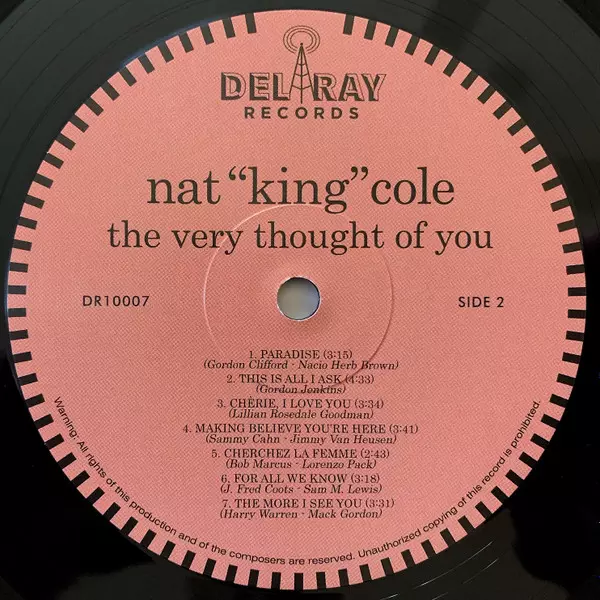 DEL RAY
RECORDS
nat “king” cole
the very thought of you
DR10007
SIDE 2
1. PARADISE (3:15)
(Gordon Clifford - Nacio Herb Brown)
2. THIS IS ALL I ASK (4:33)
(Gordon Jenkins)
3. CHÈRIE, I LOVE YOU (3:34)
(Lillian Rosedale Goodman)
4. MAKING BELIEVE YOU'RE HERE (3:41)
(Sammy Cahn - Jimmy Van Heusen)
5. CHERCHEZ LA FEMME (2:43)
(Bob Marcus - Lorenzo Pack)
6. FOR ALL WE KNOW (3:18)
(J. Fred Coots - Sam M. Lewis)
7. THE MORE I SEE YOU (3:31)
(Harry Warren - Mack Gordon)
Warning: All rights of this production and of the composers are reserved. Unauthorized copying of this record is prohibited.